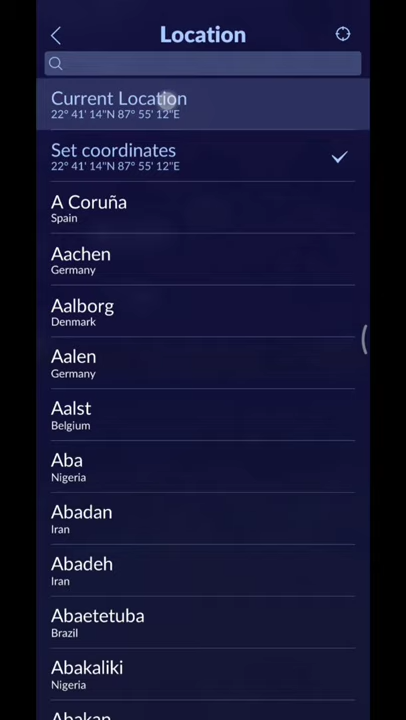 Location
Current Location
22° 41' 14"N 87° 55' 12"E
Set coordinates
22° 41' 14"N 87° 55' 12"E
A Coruña
Spain
Aachen
Germany
Aalborg
Denmark
Aalen
Germany
Aalst
Belgium
Aba
Nigeria
Abadan
Iran
Abadeh
Iran
Abaetetuba
Brazil
Abakaliki
Nigeria
Abakan